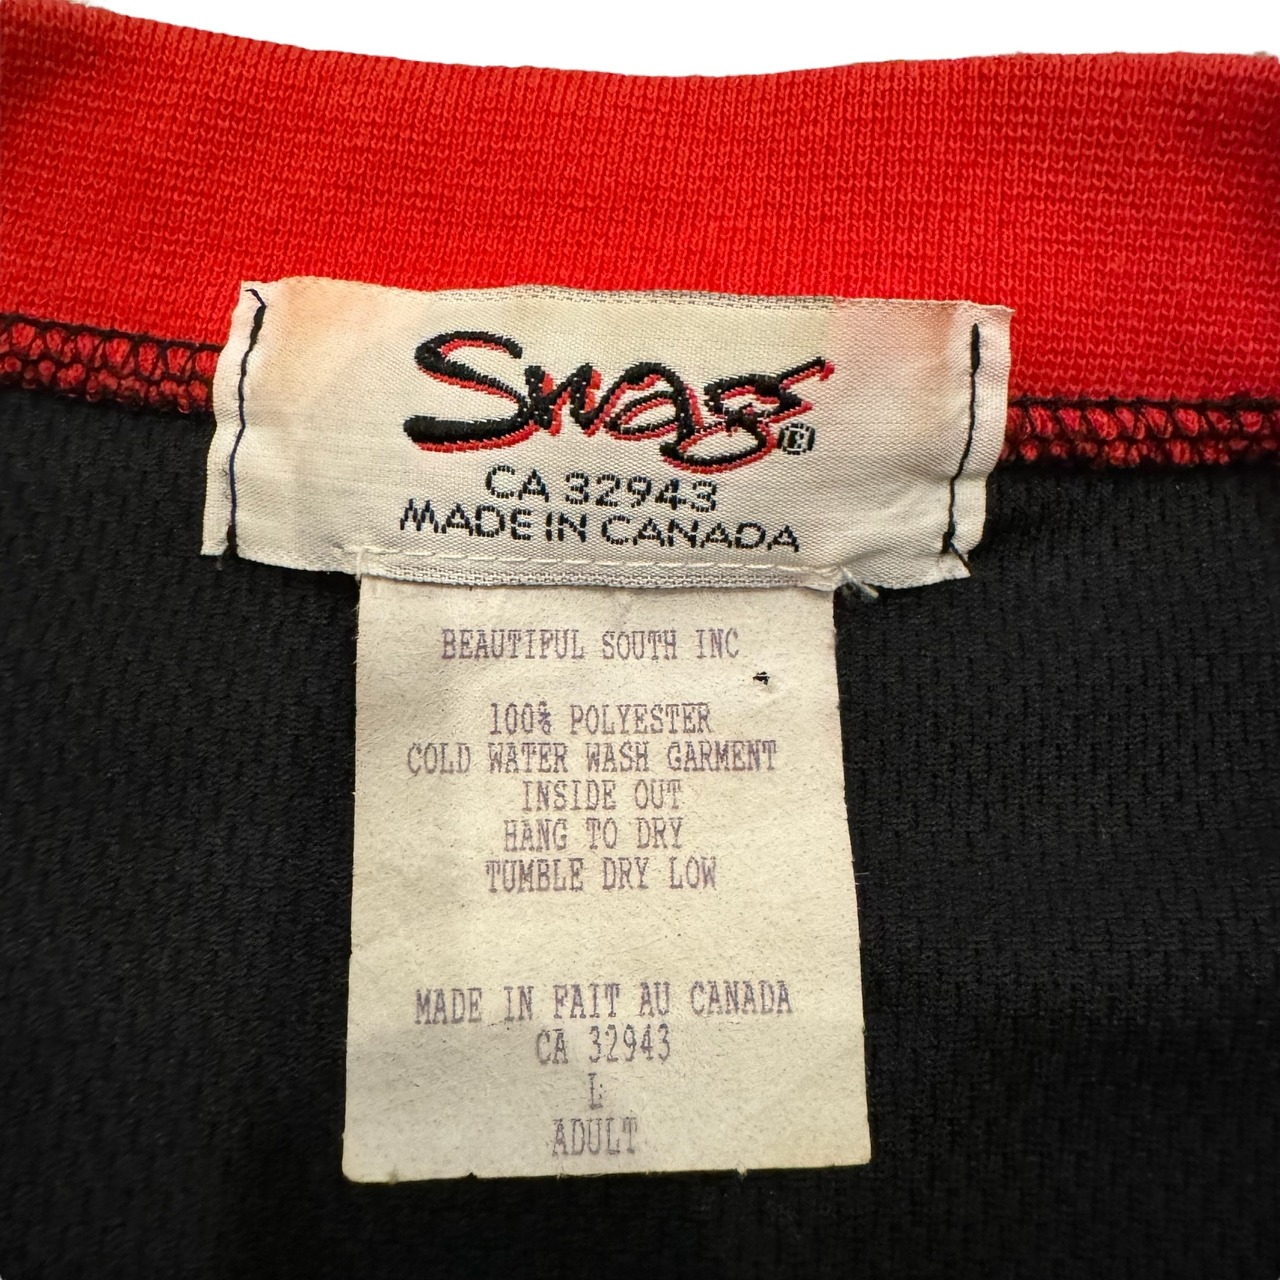 Swag®
CA 32943
MADE IN CANADA
BEAUTIFUL SOUTH INC
100% POLYESTER
COLD WATER WASH GARMENT
INSIDE OUT
HANG TO DRY
TUMBLE DRY LOW
MADE IN FAIT AU CANADA
CA 32943
L
ADULT